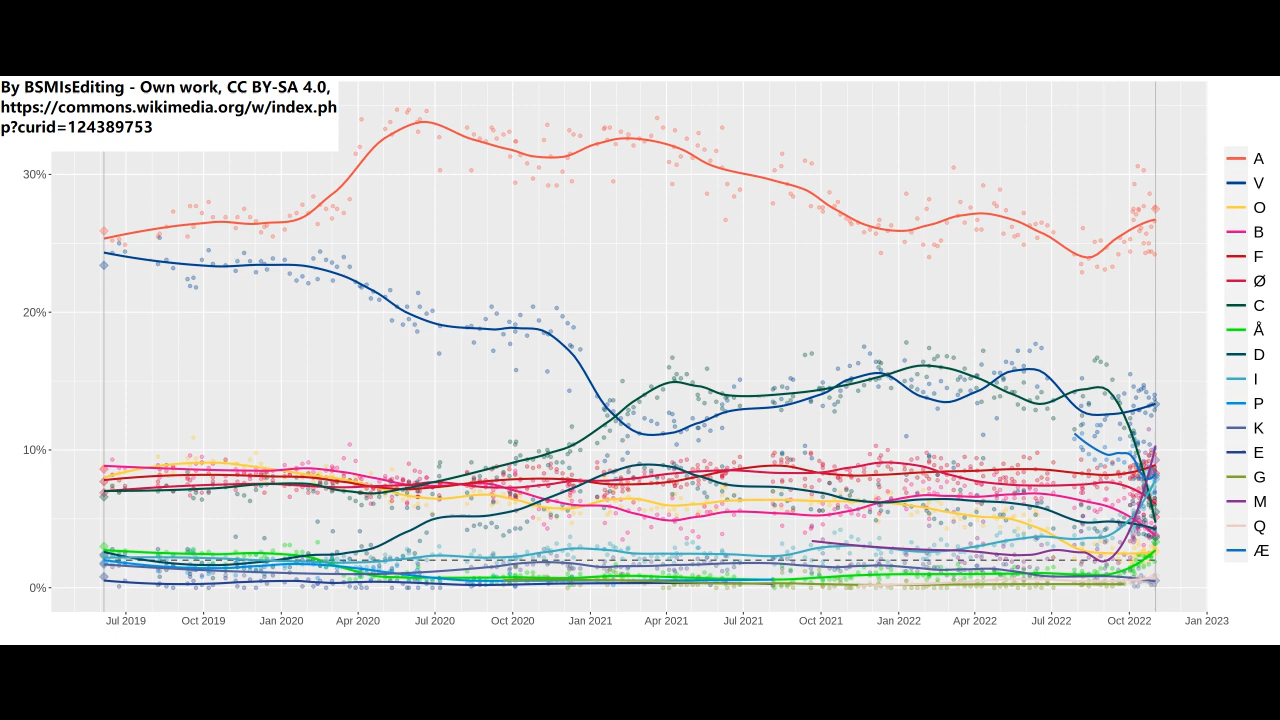 By BSMIsEditing - Own work, CC BY-SA 4.0,
https://commons.wikimedia.org/w/index.ph
p?curid=124389753
30%
20%
10%
0%
Jul 2019 Oct 2019 Jan 2020 Apr 2020 Jul 2020 Oct 2020 Jan 2021 Apr 2021 Jul 2021 Oct 2021 Jan 2022 Apr 2022 Jul 2022 Oct 2022 Jan 2023
A
V
O
B
F
Ø
C
Å
D
I
P
K
E
G
M
Q
Æ